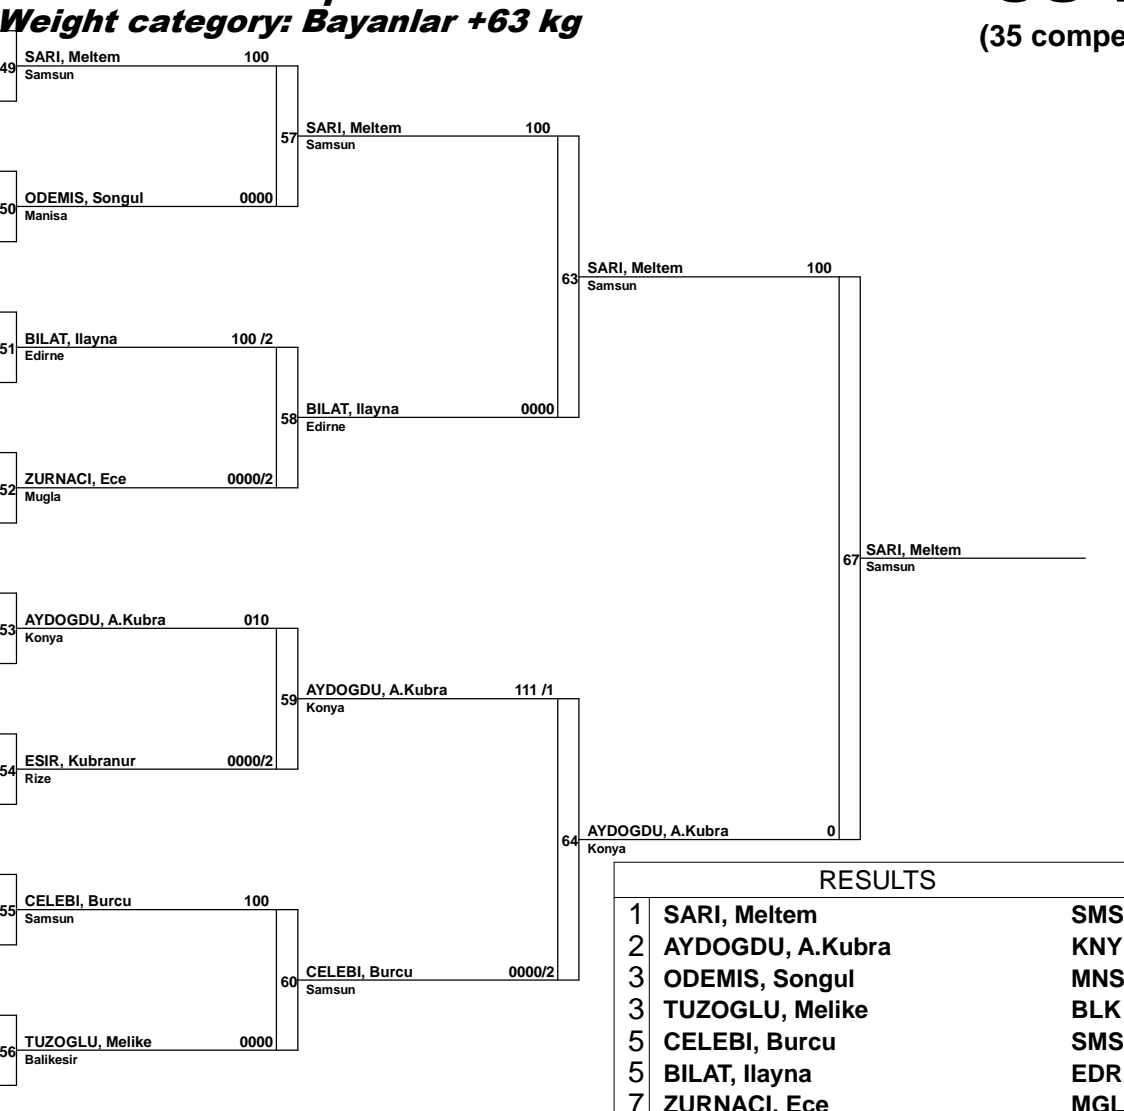 Weight category: Bayanlar +63 kg
(35 compe
49
SARI, Meltem 100
Samsun
57
SARI, Meltem 100
Samsun
50
ODEMIS, Songul 0000
Manisa
63
SARI, Meltem 100
Samsun
51
BILAT, Ilayna 100 /2
Edirne
58
BILAT, Ilayna 0000
Edirne
52
ZURNACI, Ece 0000/2
Mugla
67
SARI, Meltem
Samsun
53
AYDOGDU, A.Kubra 010
Konya
59
AYDOGDU, A.Kubra 111 /1
Konya
54
ESIR, Kubranur 0000/2
Rize
64
AYDOGDU, A.Kubra 0
Konya
55
CELEBI, Burcu 100
Samsun
60
CELEBI, Burcu 0000/2
Samsun
56
TUZOGLU, Melike 0000
Balikesir
RESULTS
1 SARI, Meltem SMS
2 AYDOGDU, A.Kubra KNY
3 ODEMIS, Songul MNS
3 TUZOGLU, Melike BLK
5 CELEBI, Burcu SMS
5 BILAT, Ilayna EDR
7 ZURNACI, Ece MGL